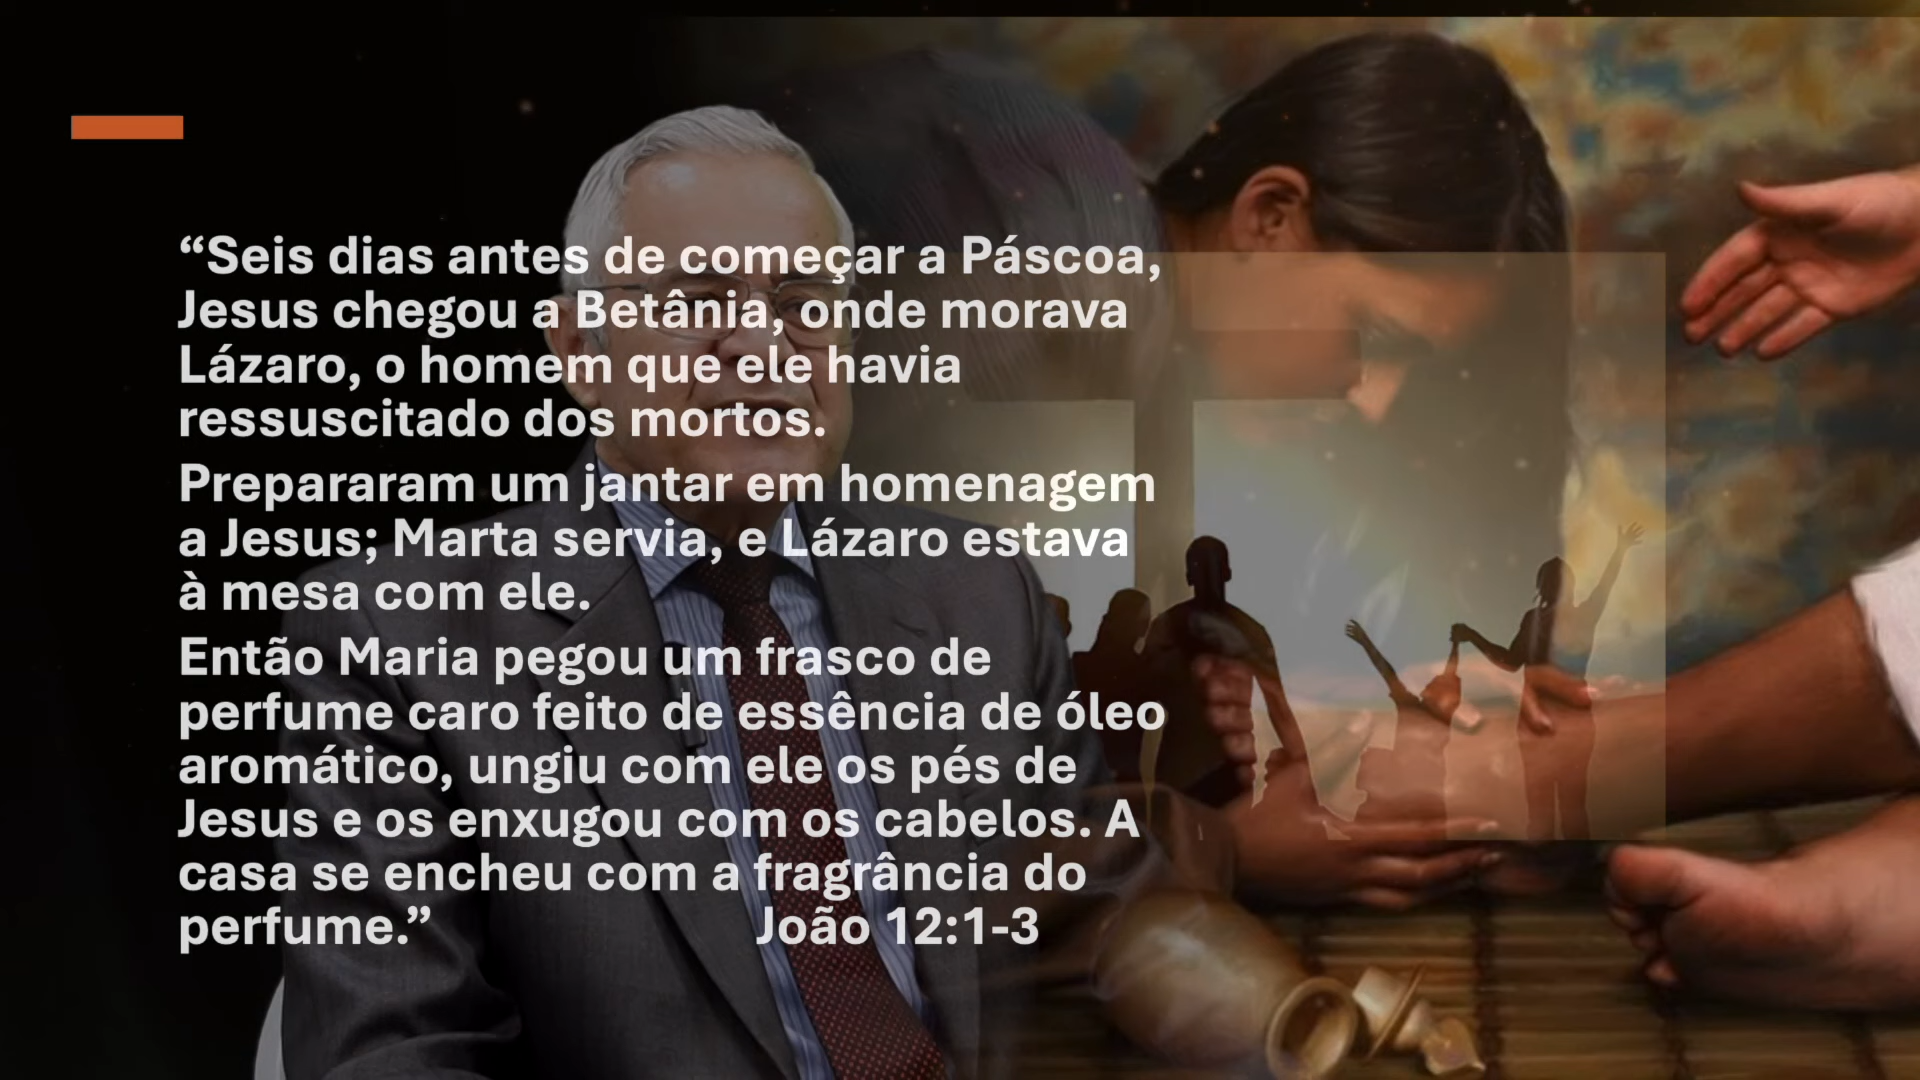 “Seis dias antes de começar a Páscoa,
Jesus chegou a Betânia, onde morava
Lázaro, o homem que ele havia
ressuscitado dos mortos.
Prepararam um jantar em homenagem
a Jesus; Marta servia, e Lázaro estava
à mesa com ele.
Então Maria pegou um frasco de
perfume caro feito de essência de óleo
aromático, ungiu com ele os pés de
Jesus e os enxugou com os cabelos. A
casa se encheu com a fragrância do
perfume.” João 12:1-3